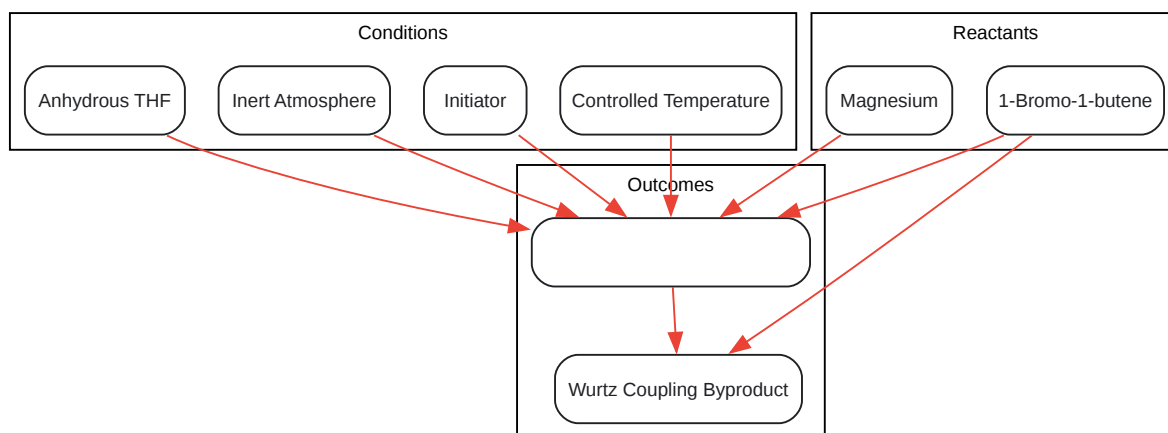 Conditions
Reactants
Anhydrous THF
Inert Atmosphere
Initiator
Controlled Temperature
Magnesium
1-Bromo-1-butene
Outcomes
Wurtz Coupling Byproduct